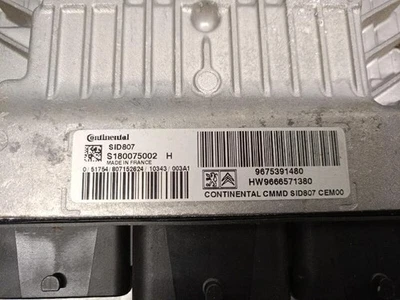 Continental
SID807
S180075002 H
MADE IN FRANCE
0 51754/807152624/10343/003A1
9675391480
HW9666571380
CONTINENTAL CMMD SID807 CEM00